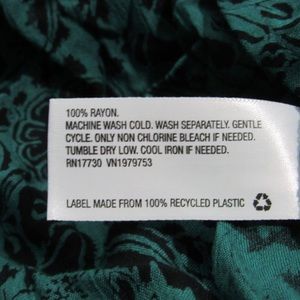 100% RAYON.
MACHINE WASH COLD. WASH SEPARATELY. GENTLE
CYCLE. ONLY NON CHLORINE BLEACH IF NEEDED.
TUMBLE DRY LOW. COOL IRON IF NEEDED.
RN17730 VN1979753
LABEL MADE FROM 100% RECYCLED PLASTIC